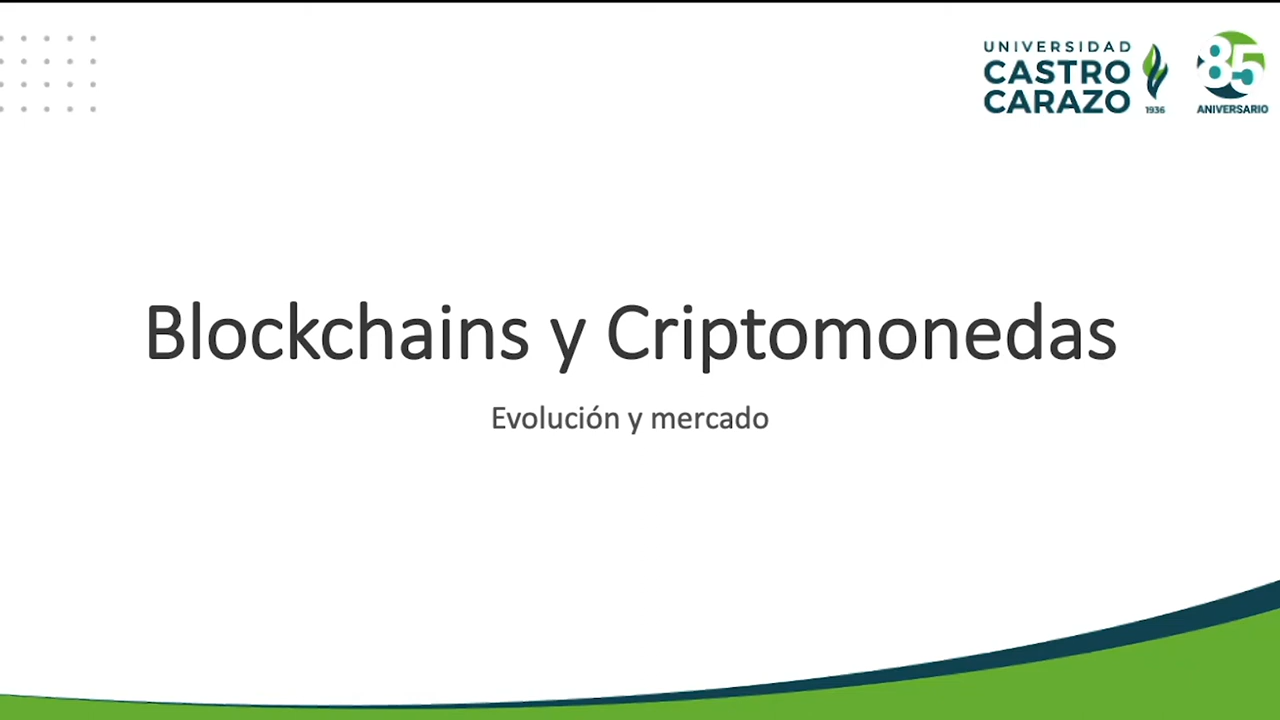 UNIVERSIDAD
CASTRO
CARAZO
1936
85
ANIVERSARIO
Blockchains y Criptomonedas
Evolución y mercado